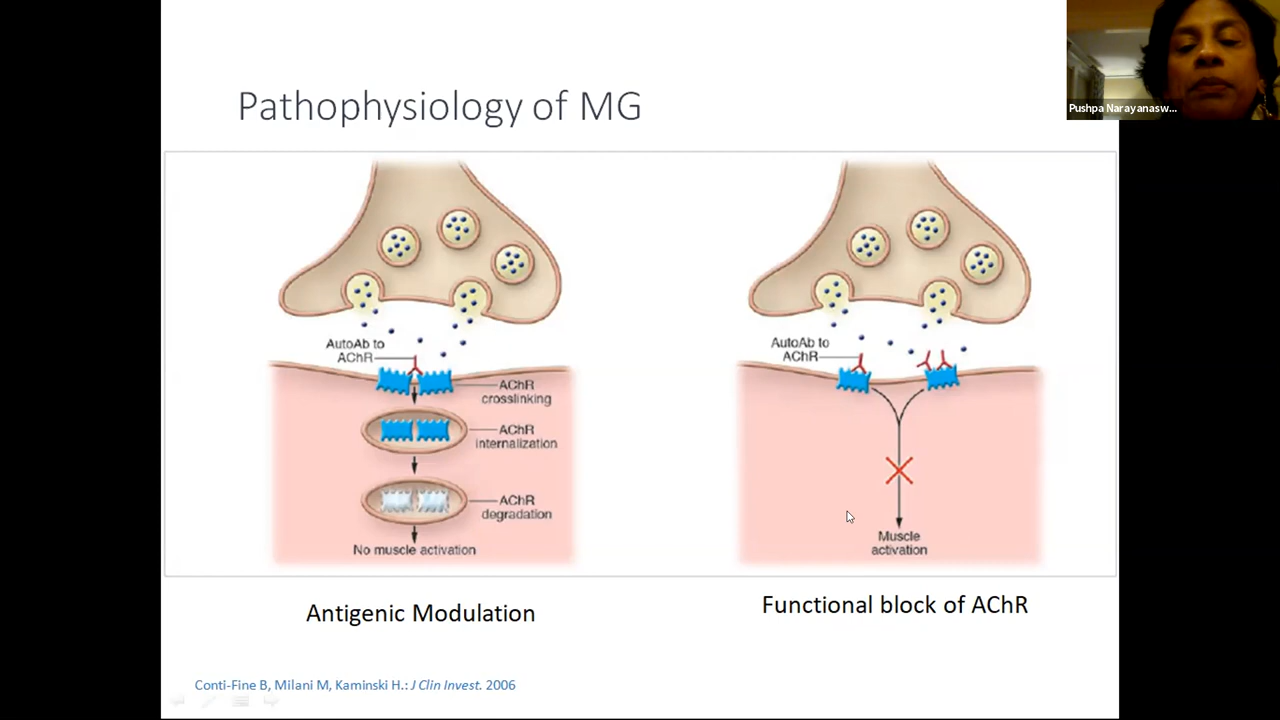 Pathophysiology of MG
Pushpa Narayanasw...
AutoAb to
AChR
AChR
crosslinking
AChR
internalization
AChR
degradation
No muscle activation
AutoAb to
AChR
Muscle
activation
Antigenic Modulation
Functional block of AChR
Conti-Fine B, Milani M, Kaminski H.: J Clin Invest. 2006